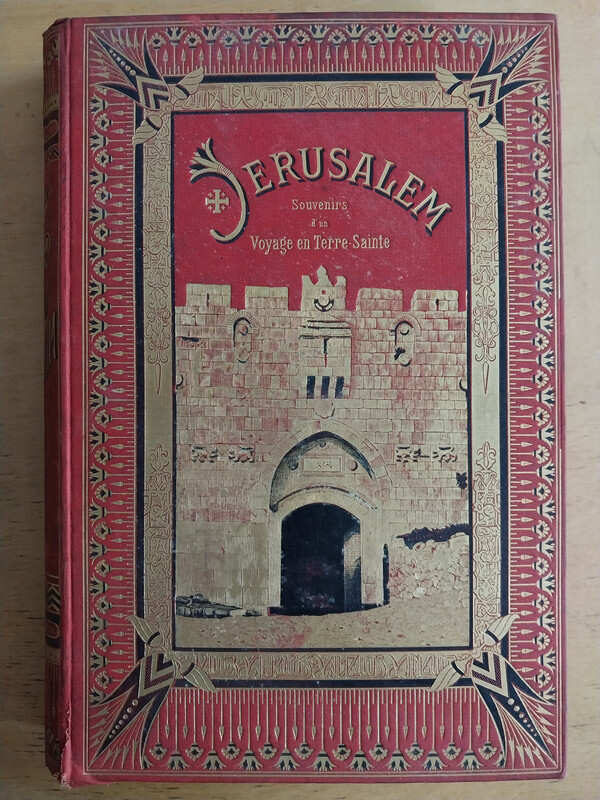 JERUSALEM
Souvenirs
d'un
Voyage en Terre-Sainte